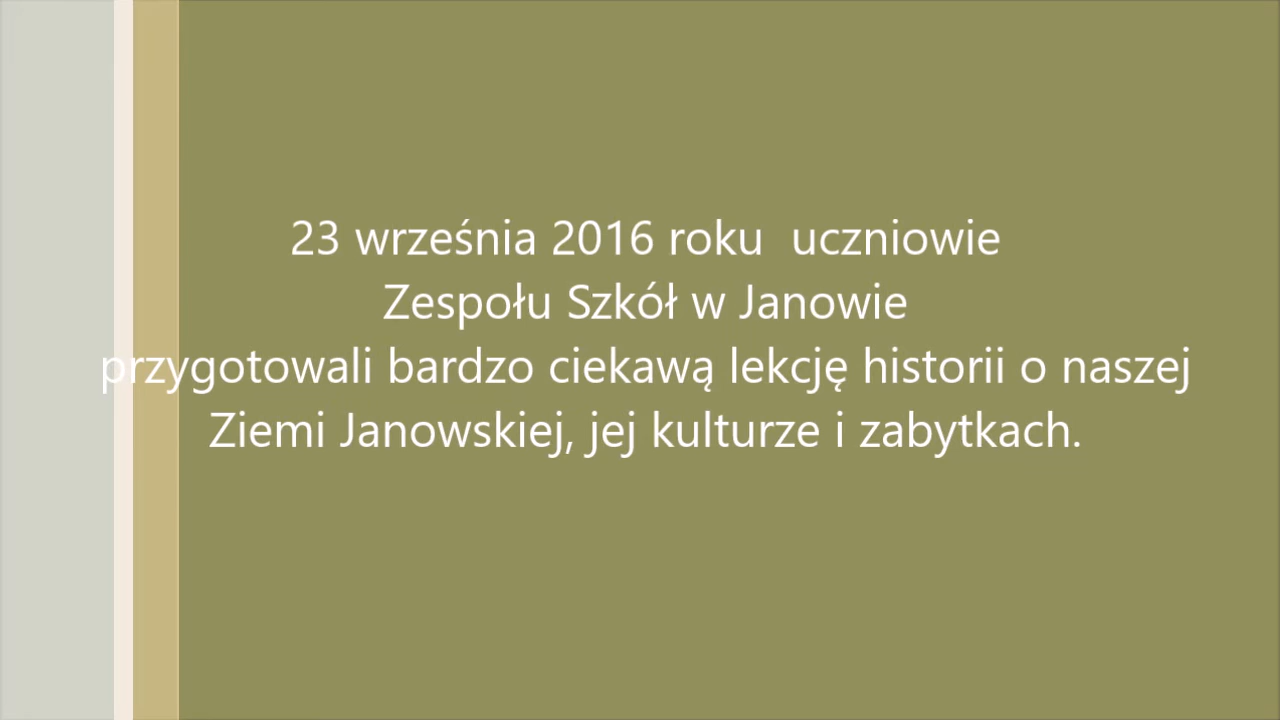 23 września 2016 roku  uczniowie
Zespołu Szkół w Janowie
przygotowali bardzo ciekawą lekcję historii o naszej
Ziemi Janowskiej, jej kulturze i zabytkach.